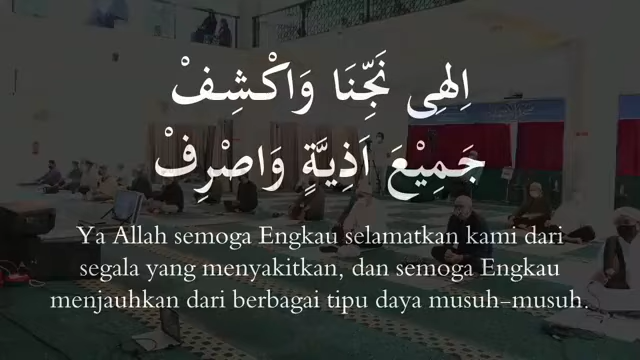 اِلهِى نَجِّنَا وَاكْشِفْ
جَمِيْعَ اَذِيَّةٍ وَاصْرِفْ
Ya Allah semoga Engkau selamatkan kami dari
segala yang menyakitkan, dan semoga Engkau
menjauhkan dari berbagai tipu daya musuh-musuh.